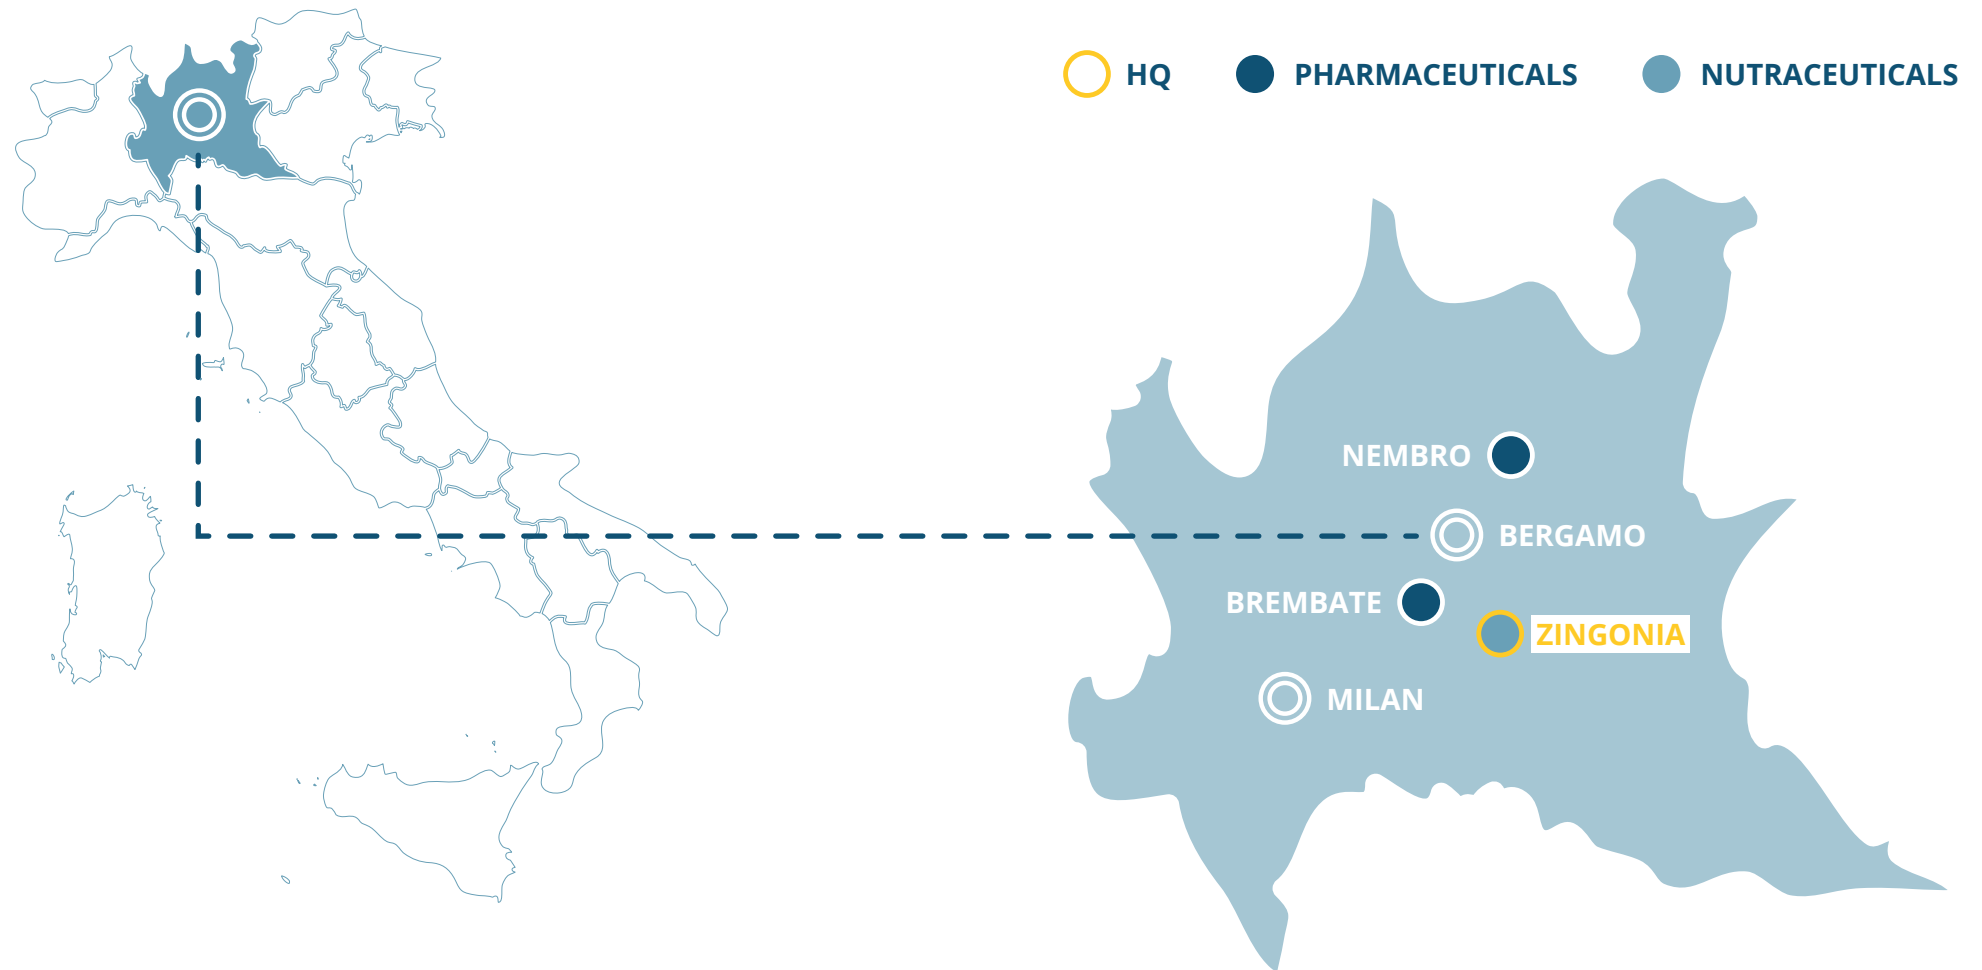 HQ
PHARMACEUTICALS
NUTRACEUTICALS
NEMBRO
BERGAMO
BREMBATE
ZINGONIA
MILAN